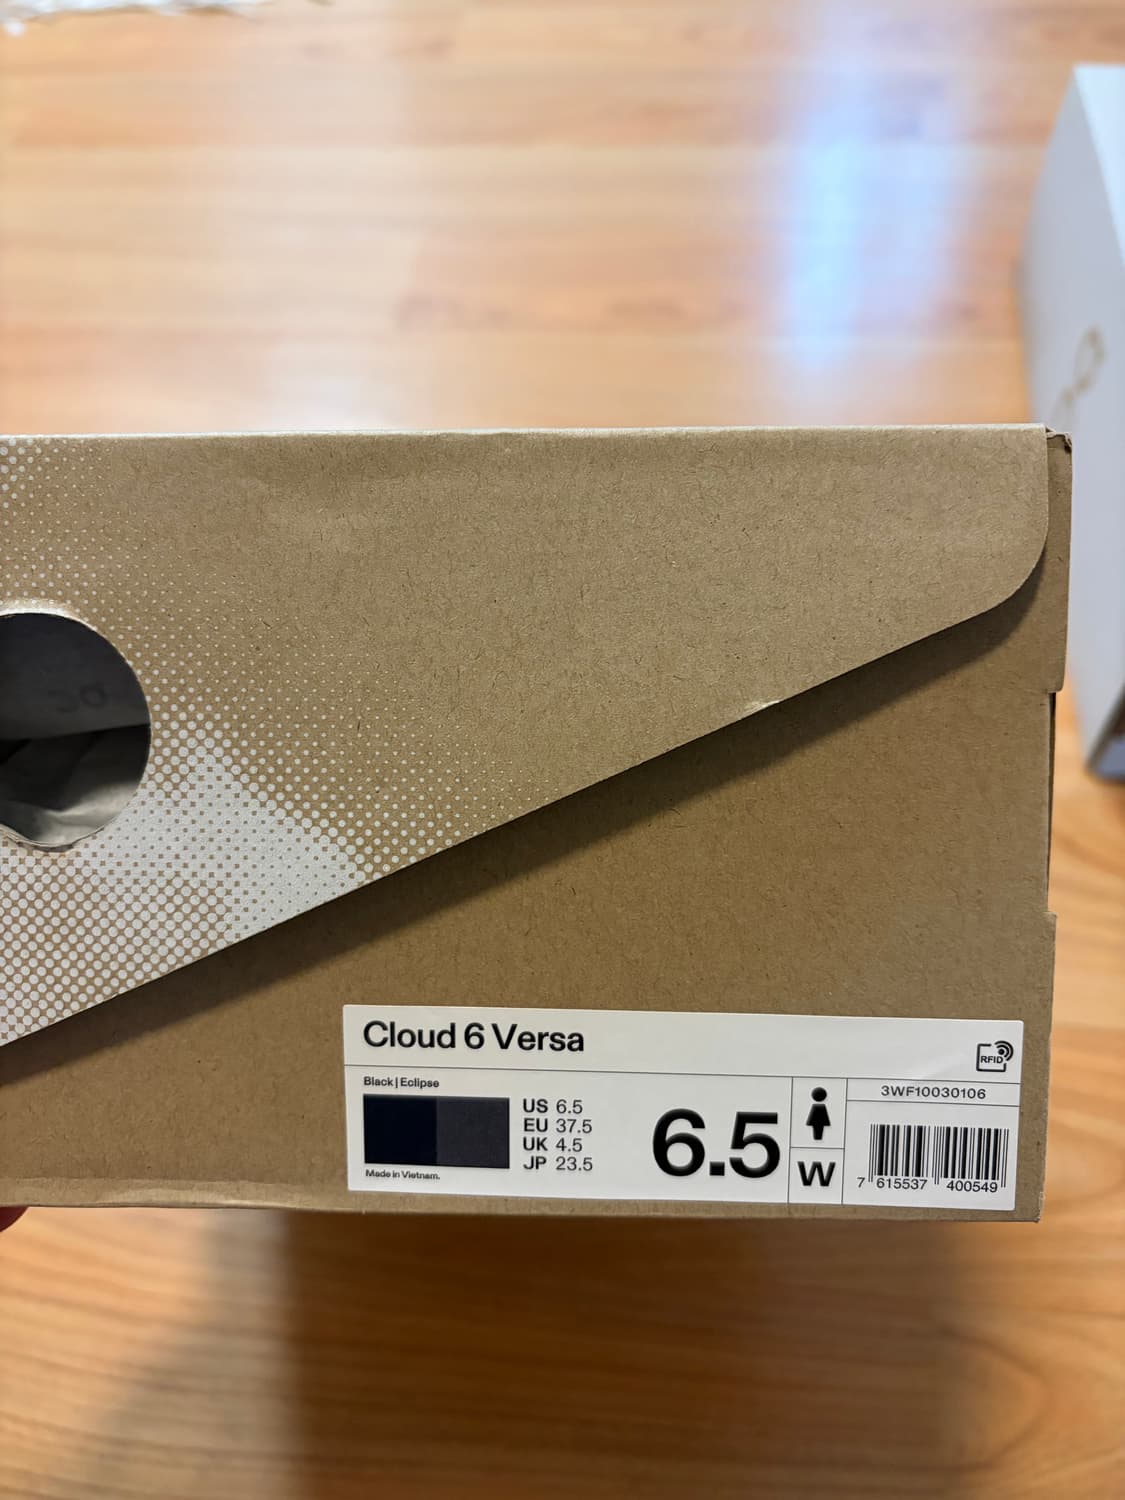 Cloud 6 Versa
RFID
Black | Eclipse
US 6.5
EU 37.5
UK 4.5
JP 23.5
Made in Vietnam.
6.5
W
3WF10030106
7 615537 400549